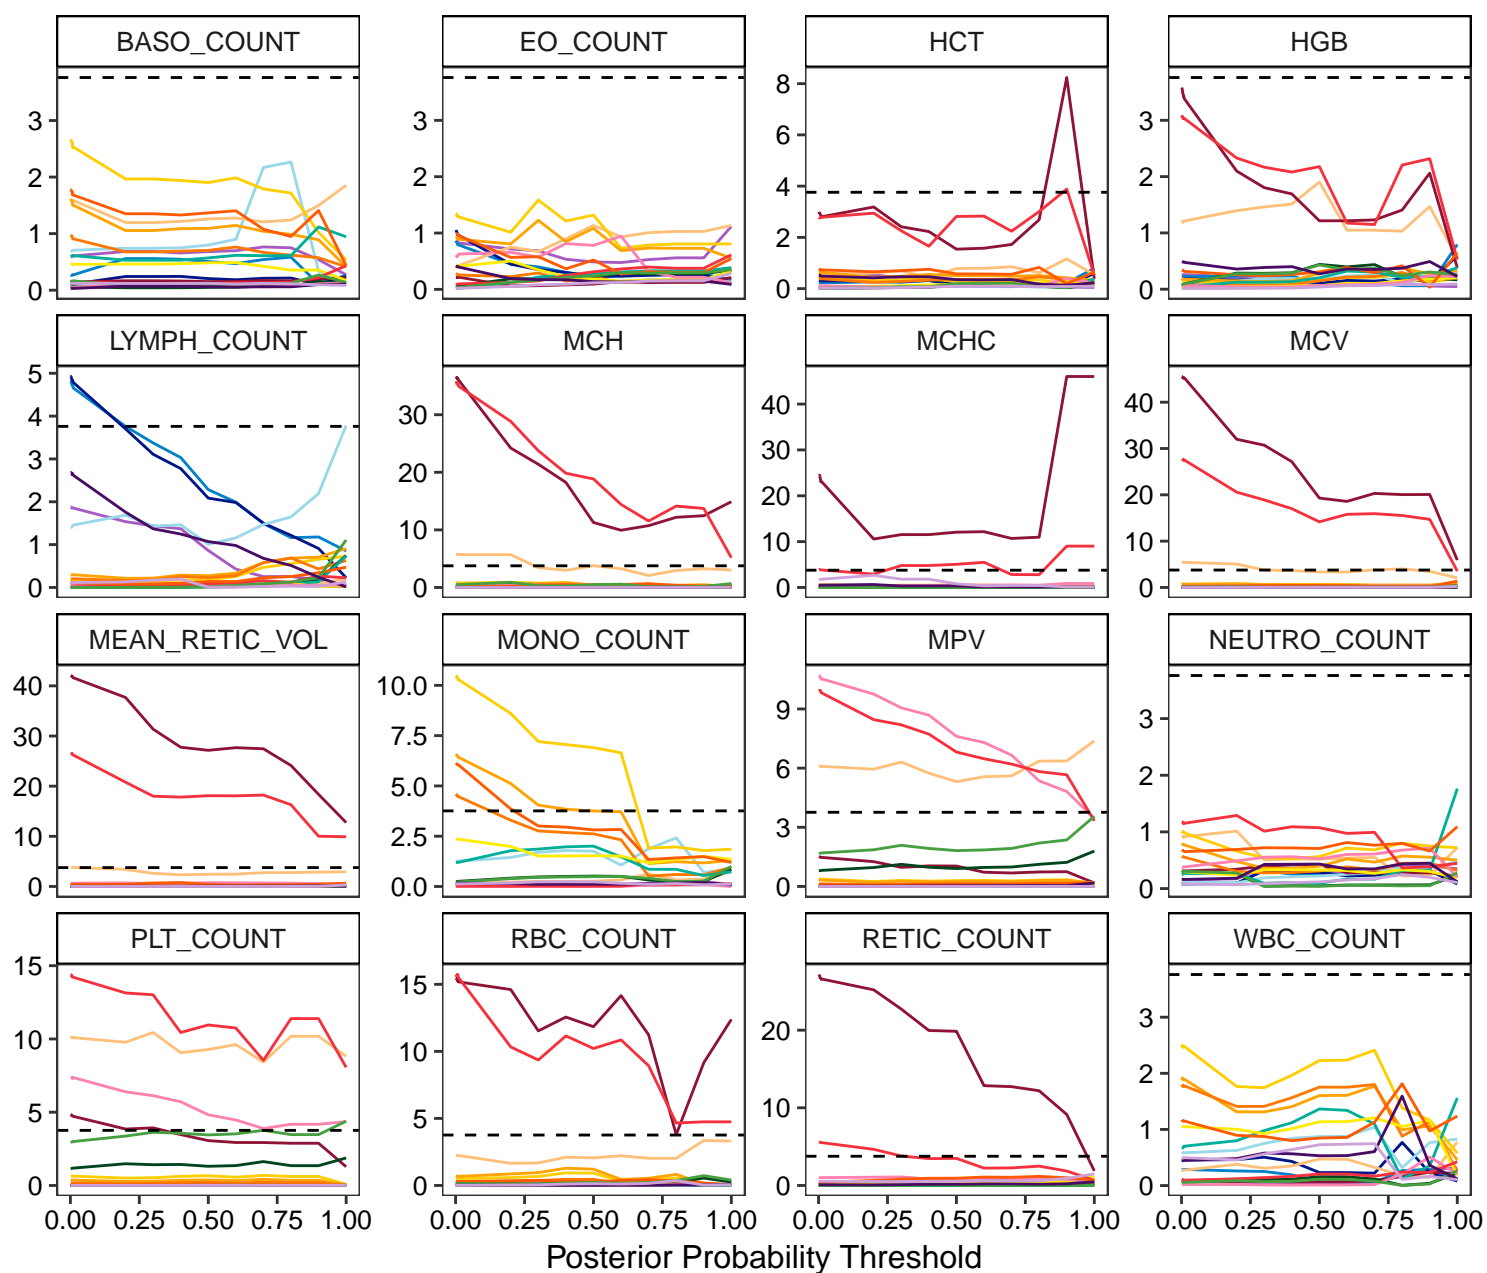 BASO_COUNT EO_COUNT HCT HGB
3 3 8 3
2 2 6 2
1 1 4 1
0 0 2 0
0
LYMPH_COUNT MCH MCHC MCV
5 30 40 40
4 20 30 30
3 10 20 20
2 0 10 10
1 0 0
0
MEAN_RETIC_VOL MONO_COUNT MPV NEUTRO_COUNT
40 10.0 9 3
30 7.5 6 2
20 5.0 3 1
10 2.5 0 0
0 0.0
PLT_COUNT RBC_COUNT RETIC_COUNT WBC_COUNT
15 15 20 3
10 10 10 2
5 5 0 1
0 0 0
0.00 0.25 0.50 0.75 1.00 0.00 0.25 0.50 0.75 1.00 0.00 0.25 0.50 0.75 1.00 0.00 0.25 0.50 0.75 1.00
Posterior Probability Threshold